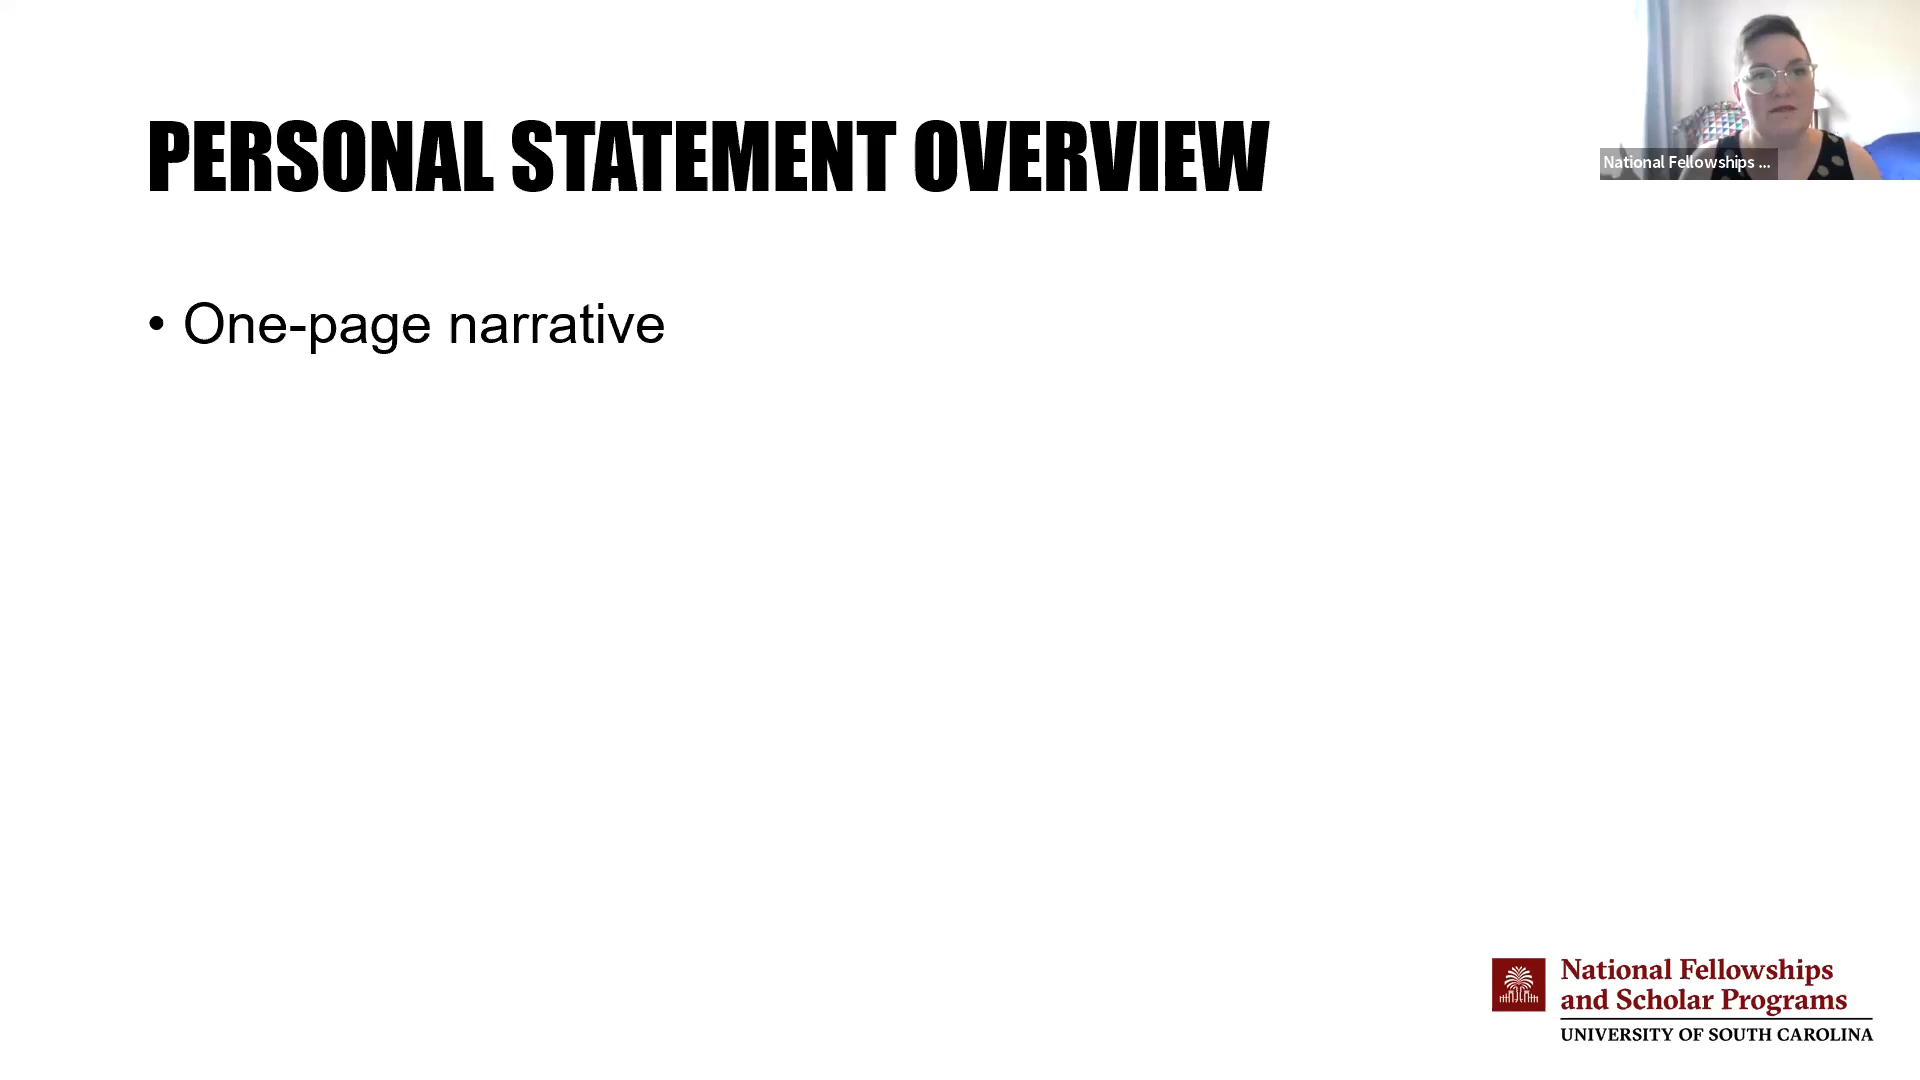 PERSONAL STATEMENT OVERVIEW
National Fellowships ...
• One-page narrative
National Fellowships
and Scholar Programs
UNIVERSITY OF SOUTH CAROLINA